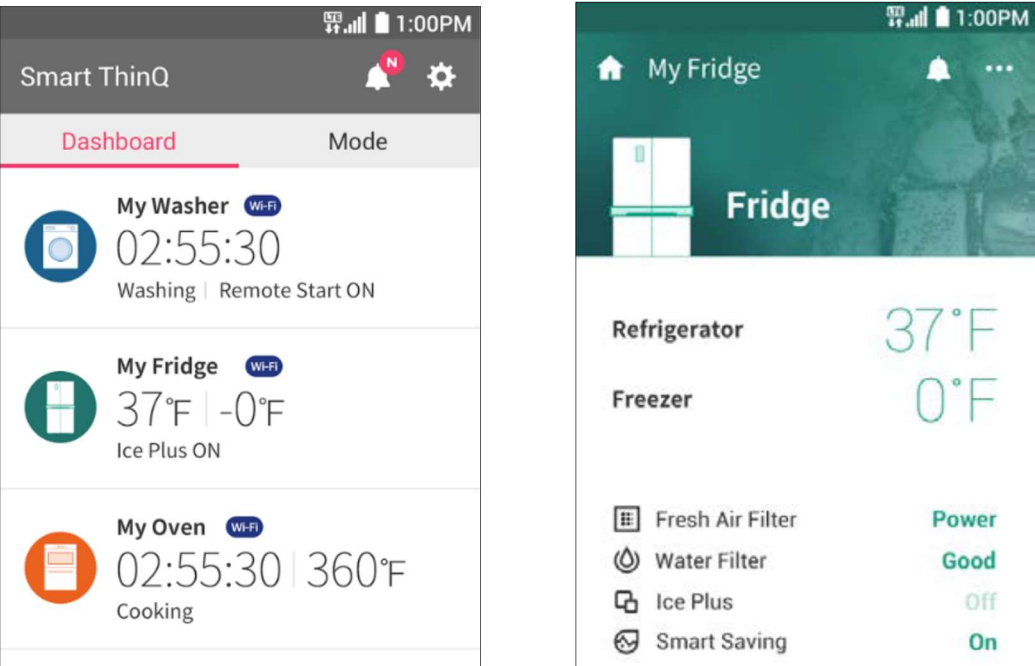 LTE 1:00PM
Smart ThinQ N
Dashboard Mode
My Washer Wi-Fi
02:55:30
Washing | Remote Start ON
My Fridge Wi-Fi
37°F | -0°F
Ice Plus ON
My Oven Wi-Fi
02:55:30 | 360°F
Cooking
LTE 1:00PM
My Fridge ...
Fridge
Refrigerator 37°F
Freezer 0°F
Fresh Air Filter Power
Water Filter Good
Ice Plus Off
Smart Saving On